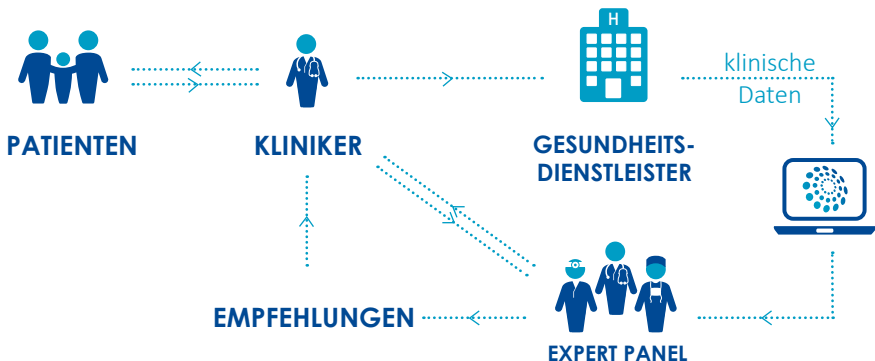 H
klinische
Daten
PATIENTEN
KLINIKER
GESUNDHEITS-
DIENSTLEISTER
EMPFEHLUNGEN
EXPERT PANEL